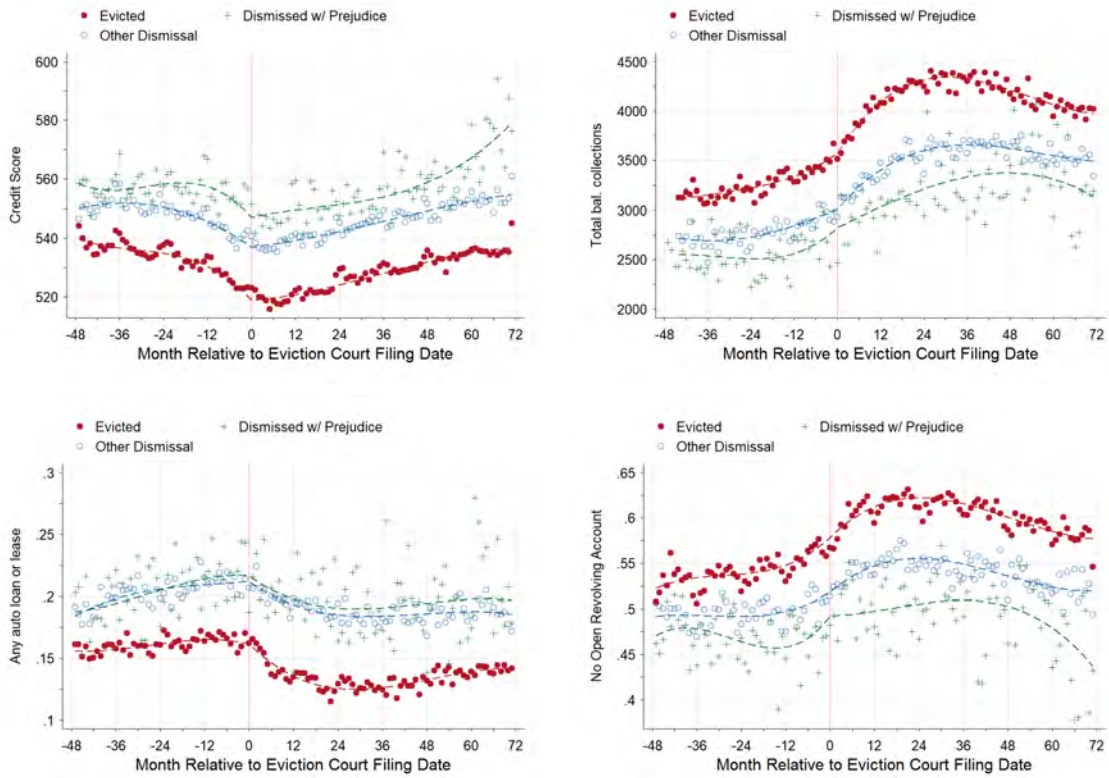 Evicted
Dismissed w/ Prejudice
Other Dismissal
600
580
560
540
520
Credit Score
-48 -36 -24 -12 0 12 24 36 48 60 72
Month Relative to Eviction Court Filing Date
Evicted
Dismissed w/ Prejudice
Other Dismissal
4500
4000
3500
3000
2500
2000
Total bal. collections
-48 -36 -24 -12 0 12 24 36 48 60 72
Month Relative to Eviction Court Filing Date
Evicted
Dismissed w/ Prejudice
Other Dismissal
.3
.25
.2
.15
.1
Any auto loan or lease
-48 -36 -24 -12 0 12 24 36 48 60 72
Month Relative to Eviction Court Filing Date
Evicted
Dismissed w/ Prejudice
Other Dismissal
.65
.6
.55
.5
.45
.4
No Open Revolving Account
-48 -36 -24 -12 0 12 24 36 48 60 72
Month Relative to Eviction Court Filing Date